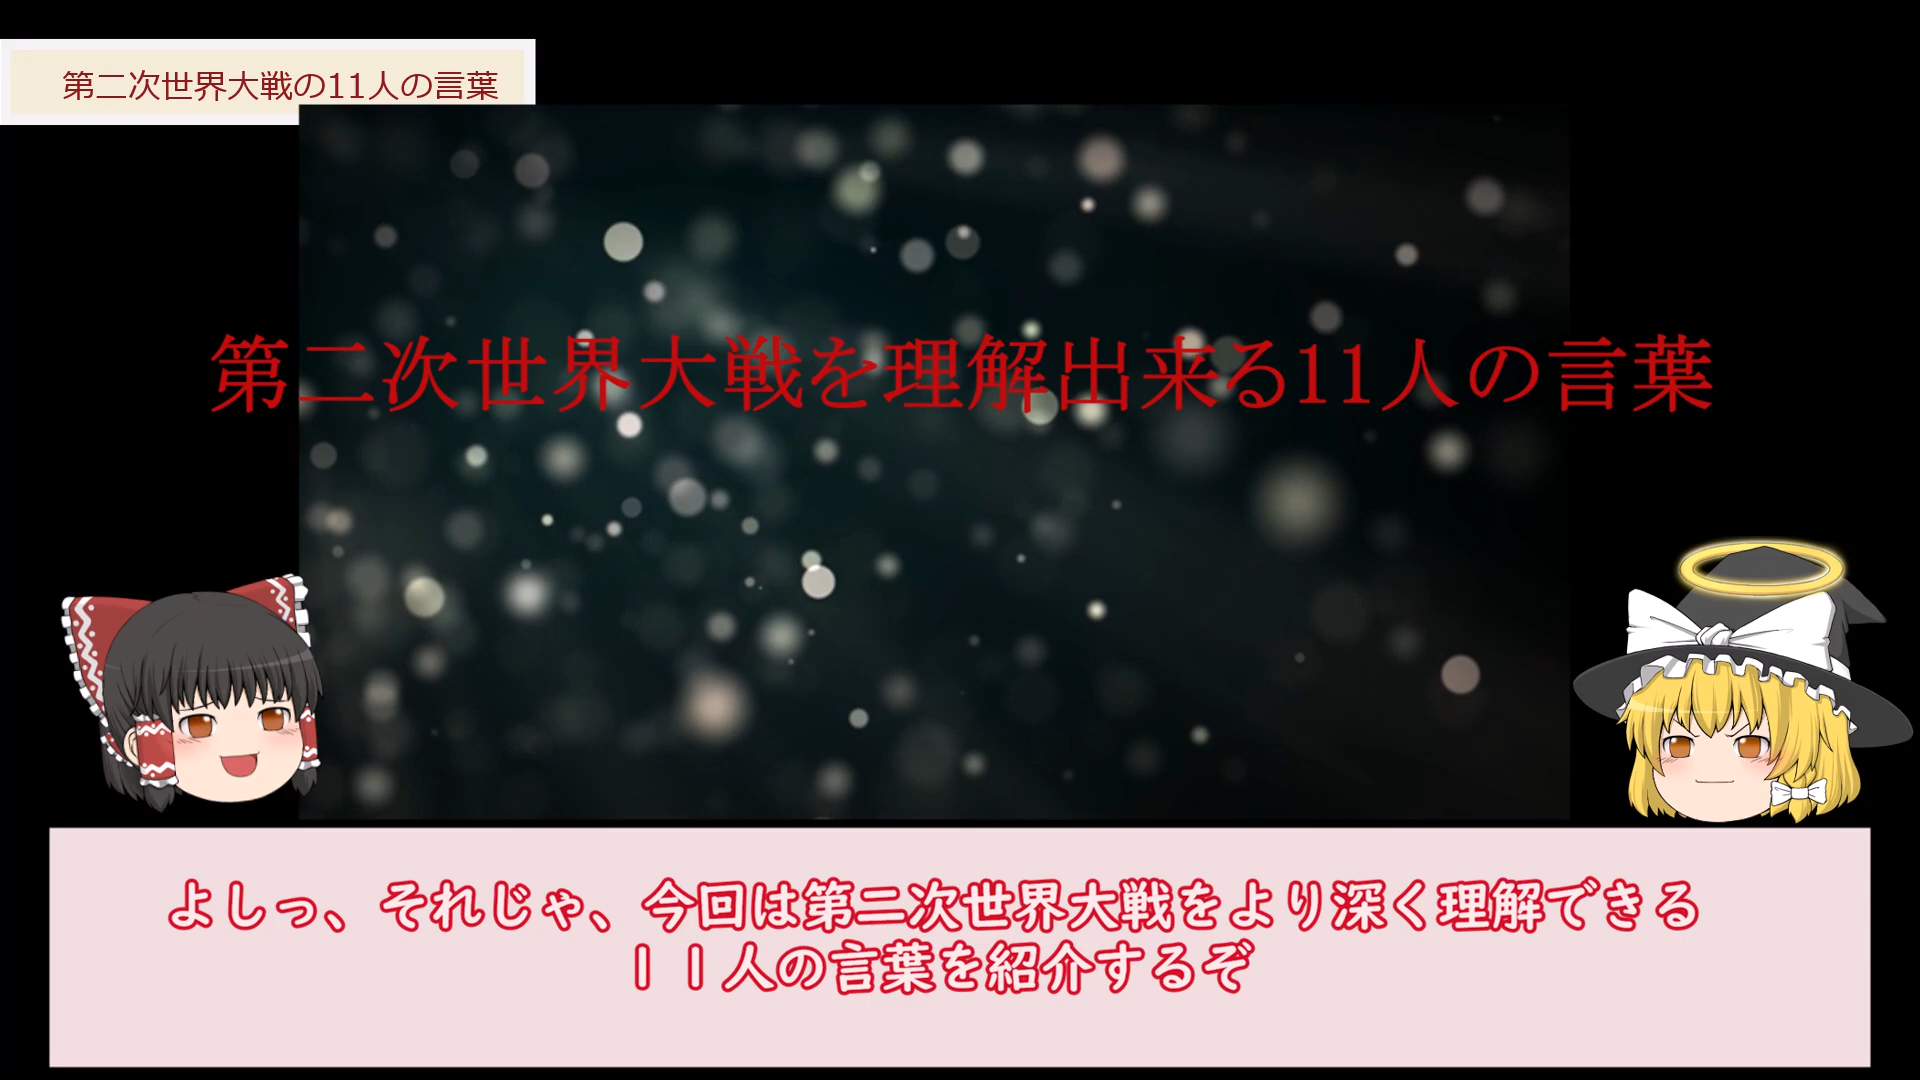 第二次世界大戦の11人の言葉
第二次世界大戦を理解出来る11人の言葉
よしっ、それじゃ、今回は第二次世界大戦をより深く理解できる
１１人の言葉を紹介するぞ